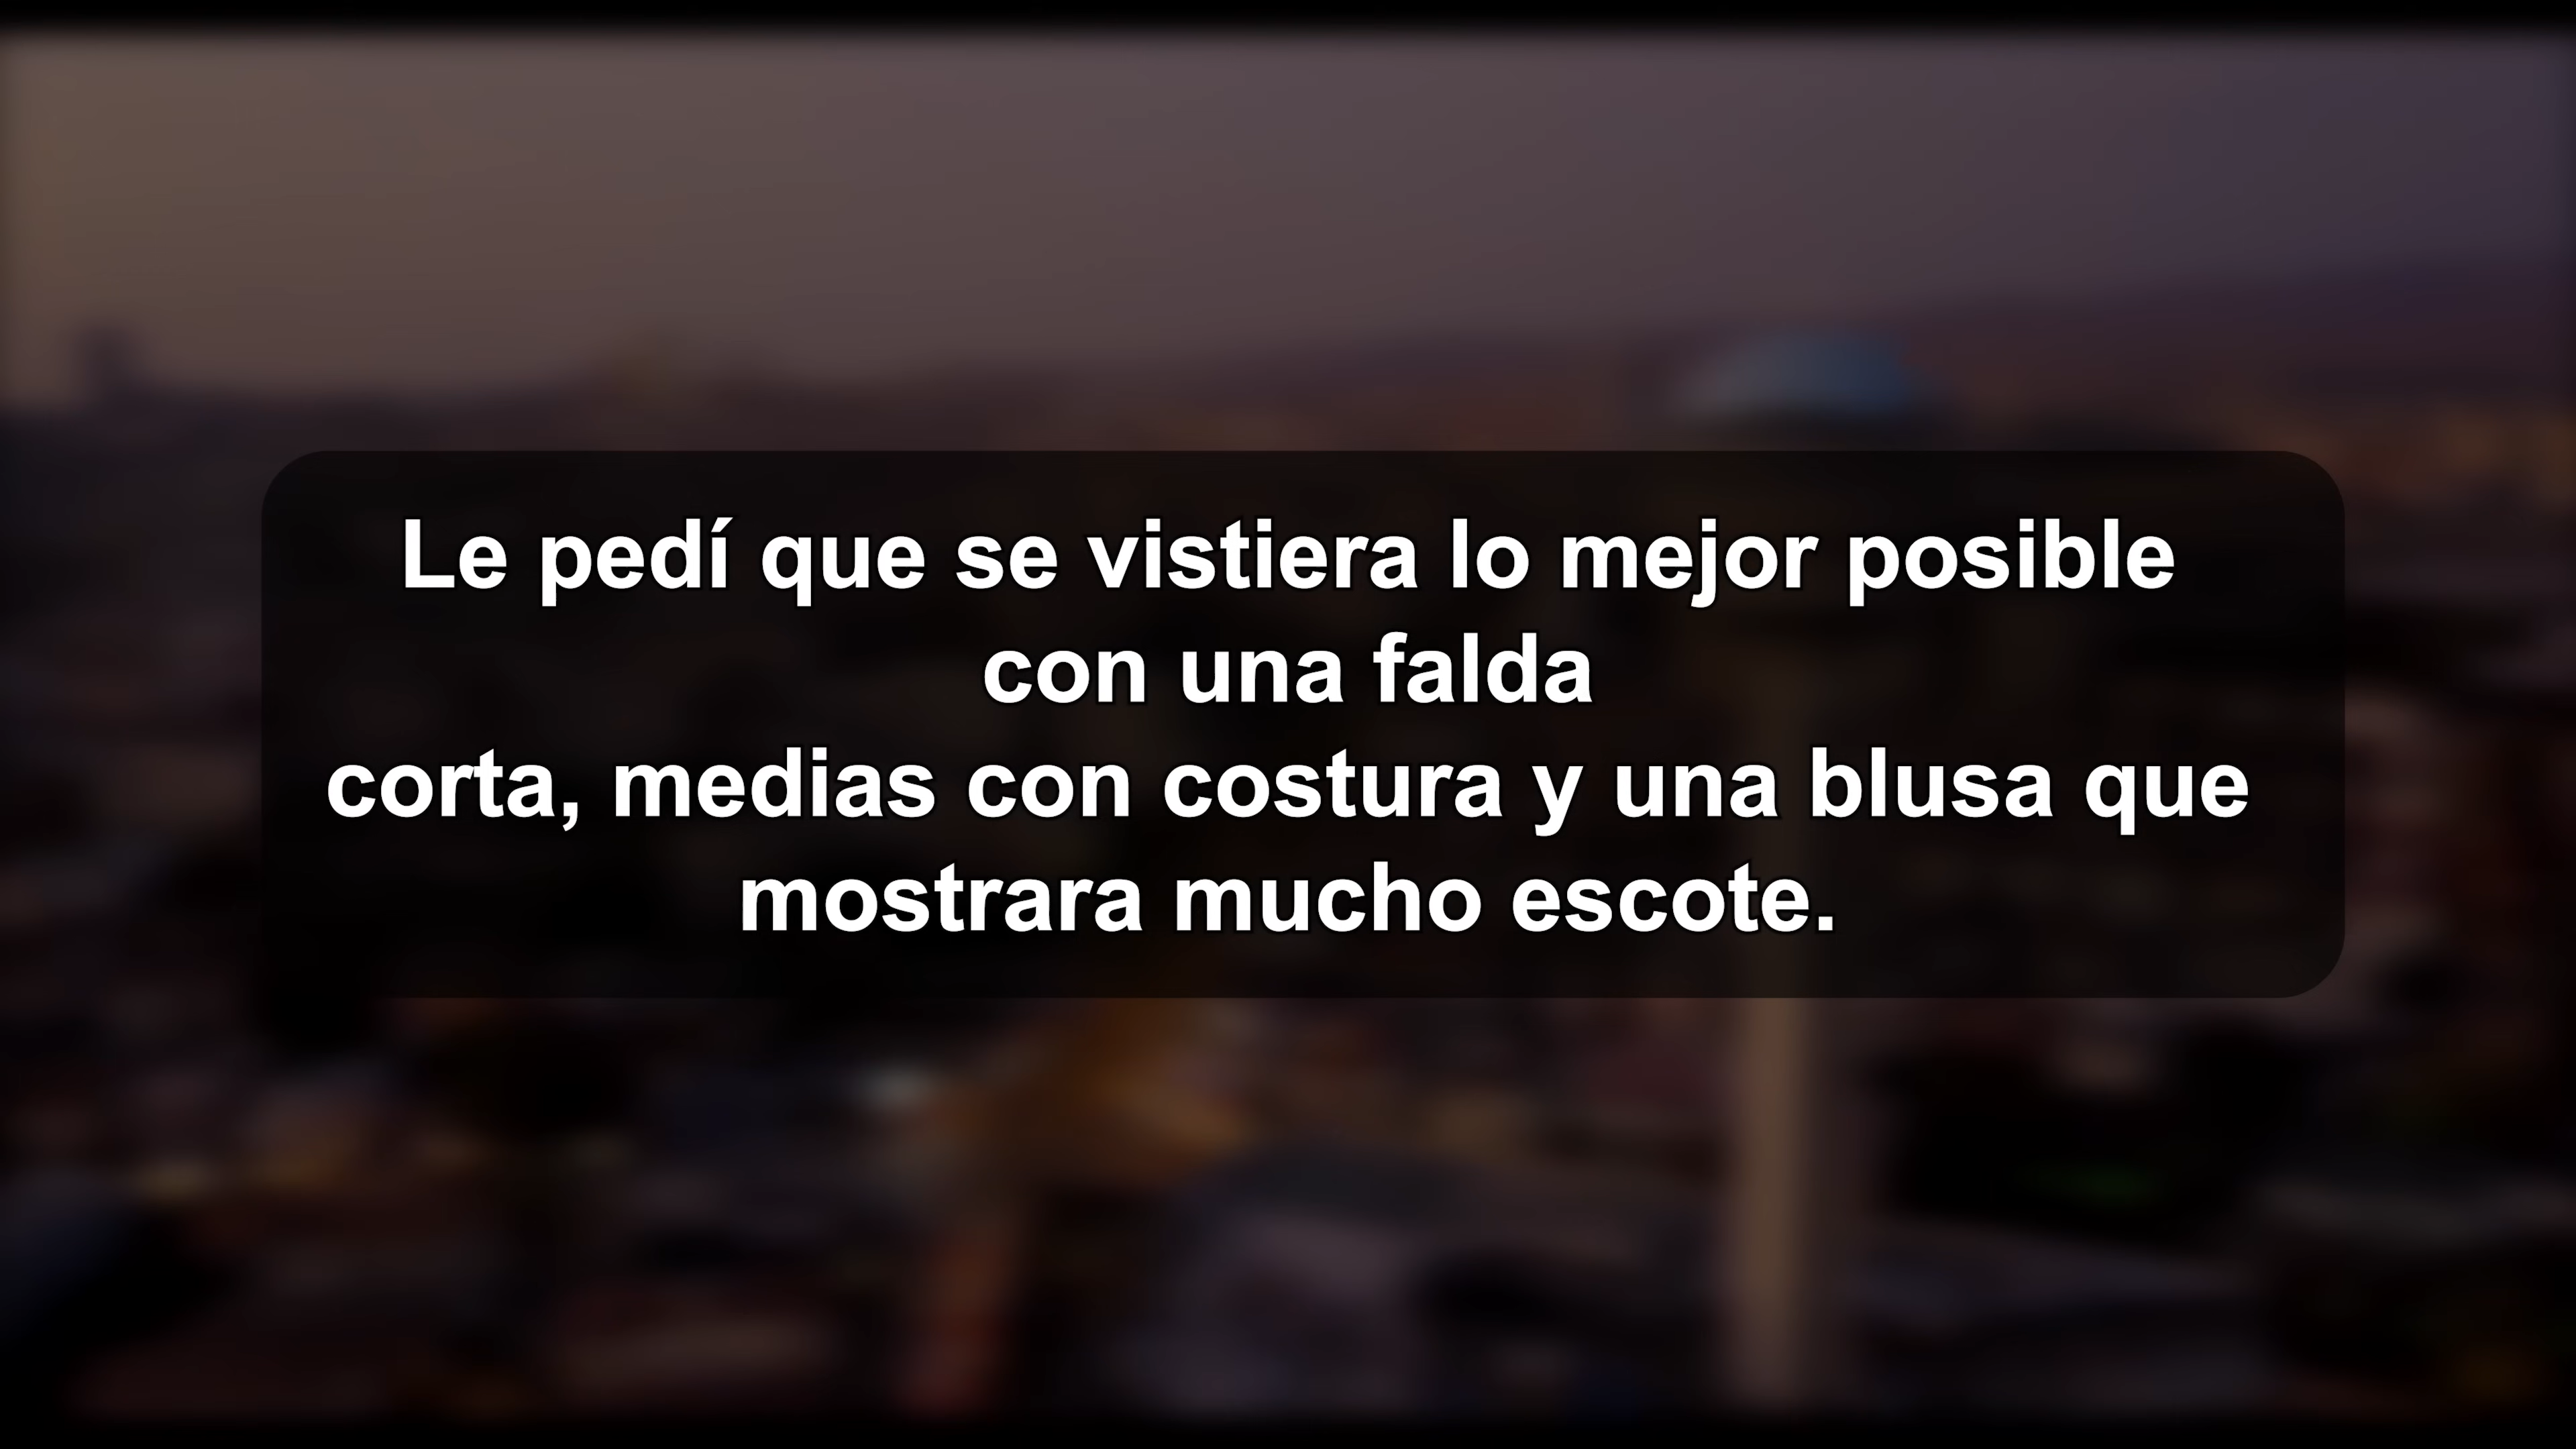 Le pedí que se vistiera lo mejor posible
con una falda
corta, medias con costura y una blusa que
mostrara mucho escote.